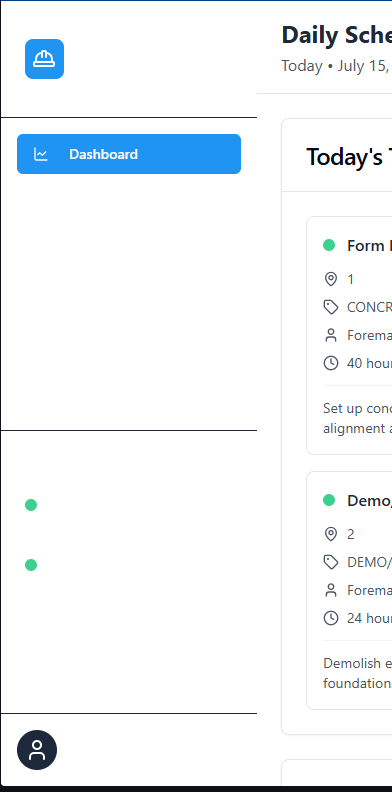 Daily Sche
Today • July 15,
Dashboard
Today's T
Form
1
CONCR
Forema
40 hour
Set up conc
alignment a
Demo/
2
DEMO/
Forema
24 hour
Demolish e
foundation